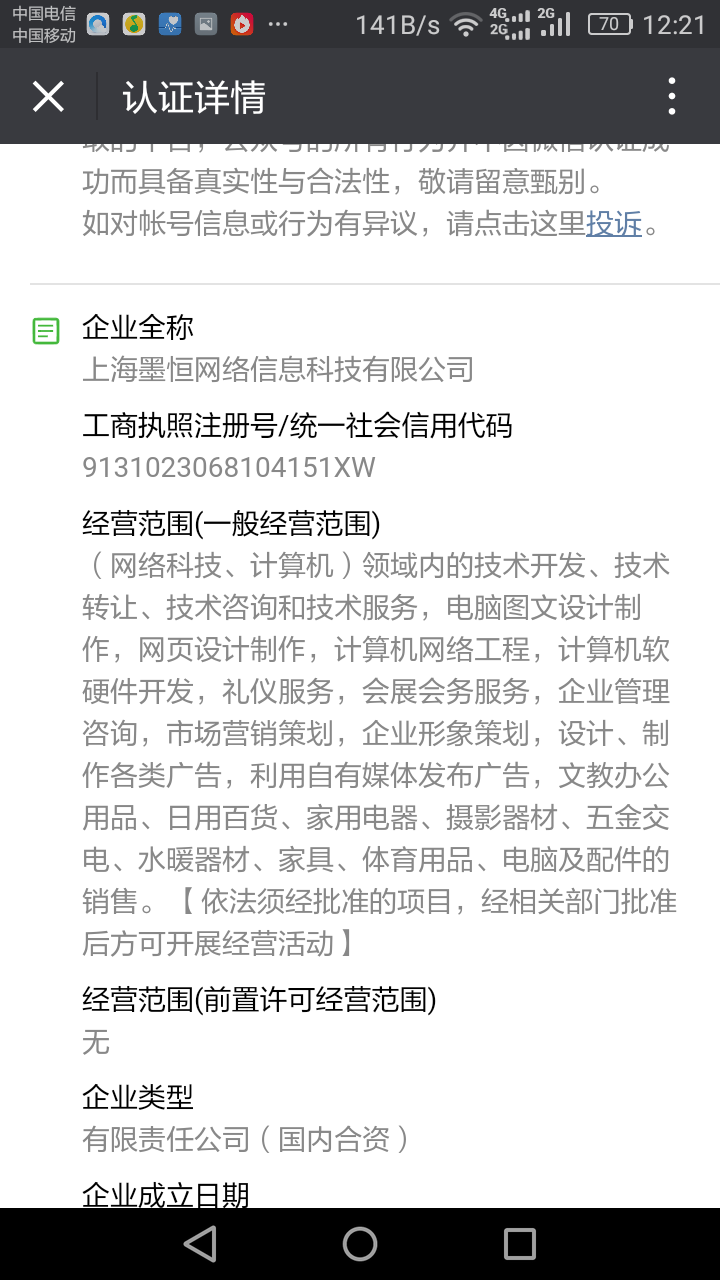 中国电信
中国移动
141B/s
4G
2G
2G
70
12:21
认证详情
功而具备真实性与合法性，敬请留意甄别。
如对帐号信息或行为有异议，请点击这里投诉。
企业全称
上海墨恒网络信息科技有限公司
工商执照注册号/统一社会信用代码
9131023068104151XW
经营范围(一般经营范围)
（网络科技、计算机）领域内的技术开发、技术
转让、技术咨询和技术服务，电脑图文设计制
作，网页设计制作，计算机网络工程，计算机软
硬件开发，礼仪服务，会展会务服务，企业管理
咨询，市场营销策划，企业形象策划，设计、制
作各类广告，利用自有媒体发布广告，文教办公
用品、日用百货、家用电器、摄影器材、五金交
电、水暖器材、家具、体育用品、电脑及配件的
销售。【依法须经批准的项目，经相关部门批准
后方可开展经营活动】
经营范围(前置许可经营范围)
无
企业类型
有限责任公司（国内合资）
企业成立日期